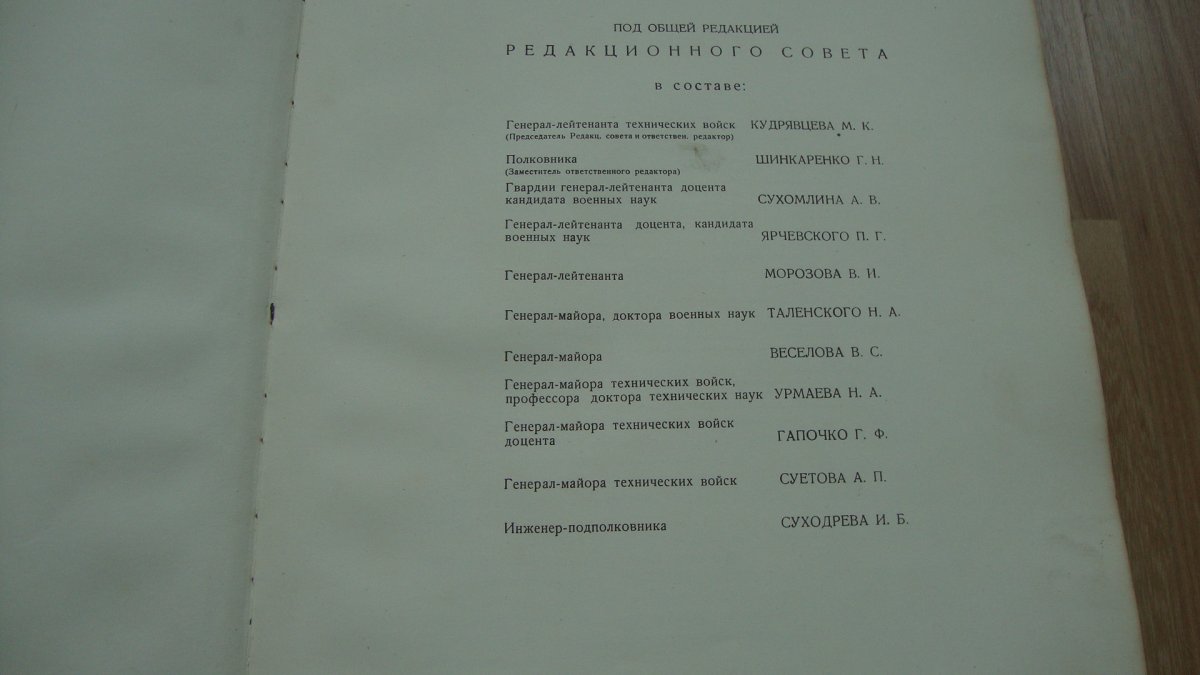 ПОД ОБЩЕЙ РЕДАКЦИЕЙ
РЕДАКЦИОННОГО СОВЕТА
в составе:
Генерал-лейтенанта технических войск КУДРЯВЦЕВА М. К.
(Председатель Редакц. совета и ответствен. редактор)
Полковника ШИНКАРЕНКО Г. Н.
(Заместитель ответственного редактора)
Гвардии генерал-лейтенанта доцента
кандидата военных наук СУХОМЛИНА А. В.
Генерал-лейтенанта доцента, кандидата
военных наук ЯРЧЕВСКОГО П. Г.
Генерал-лейтенанта МОРОЗОВА В. И.
Генерал-майора, доктора военных наук ТАЛЕНСКОГО Н. А.
Генерал-майора ВЕСЕЛОВА В. С.
Генерал-майора технических войск,
профессора доктора технических наук УРМАЕВА Н. А.
Генерал-майора технических войск
доцента ГАПОЧКО Г. Ф.
Генерал-майора технических войск СУЕТОВА А. П.
Инженер-подполковника СУХОДРЕВА И. Б.